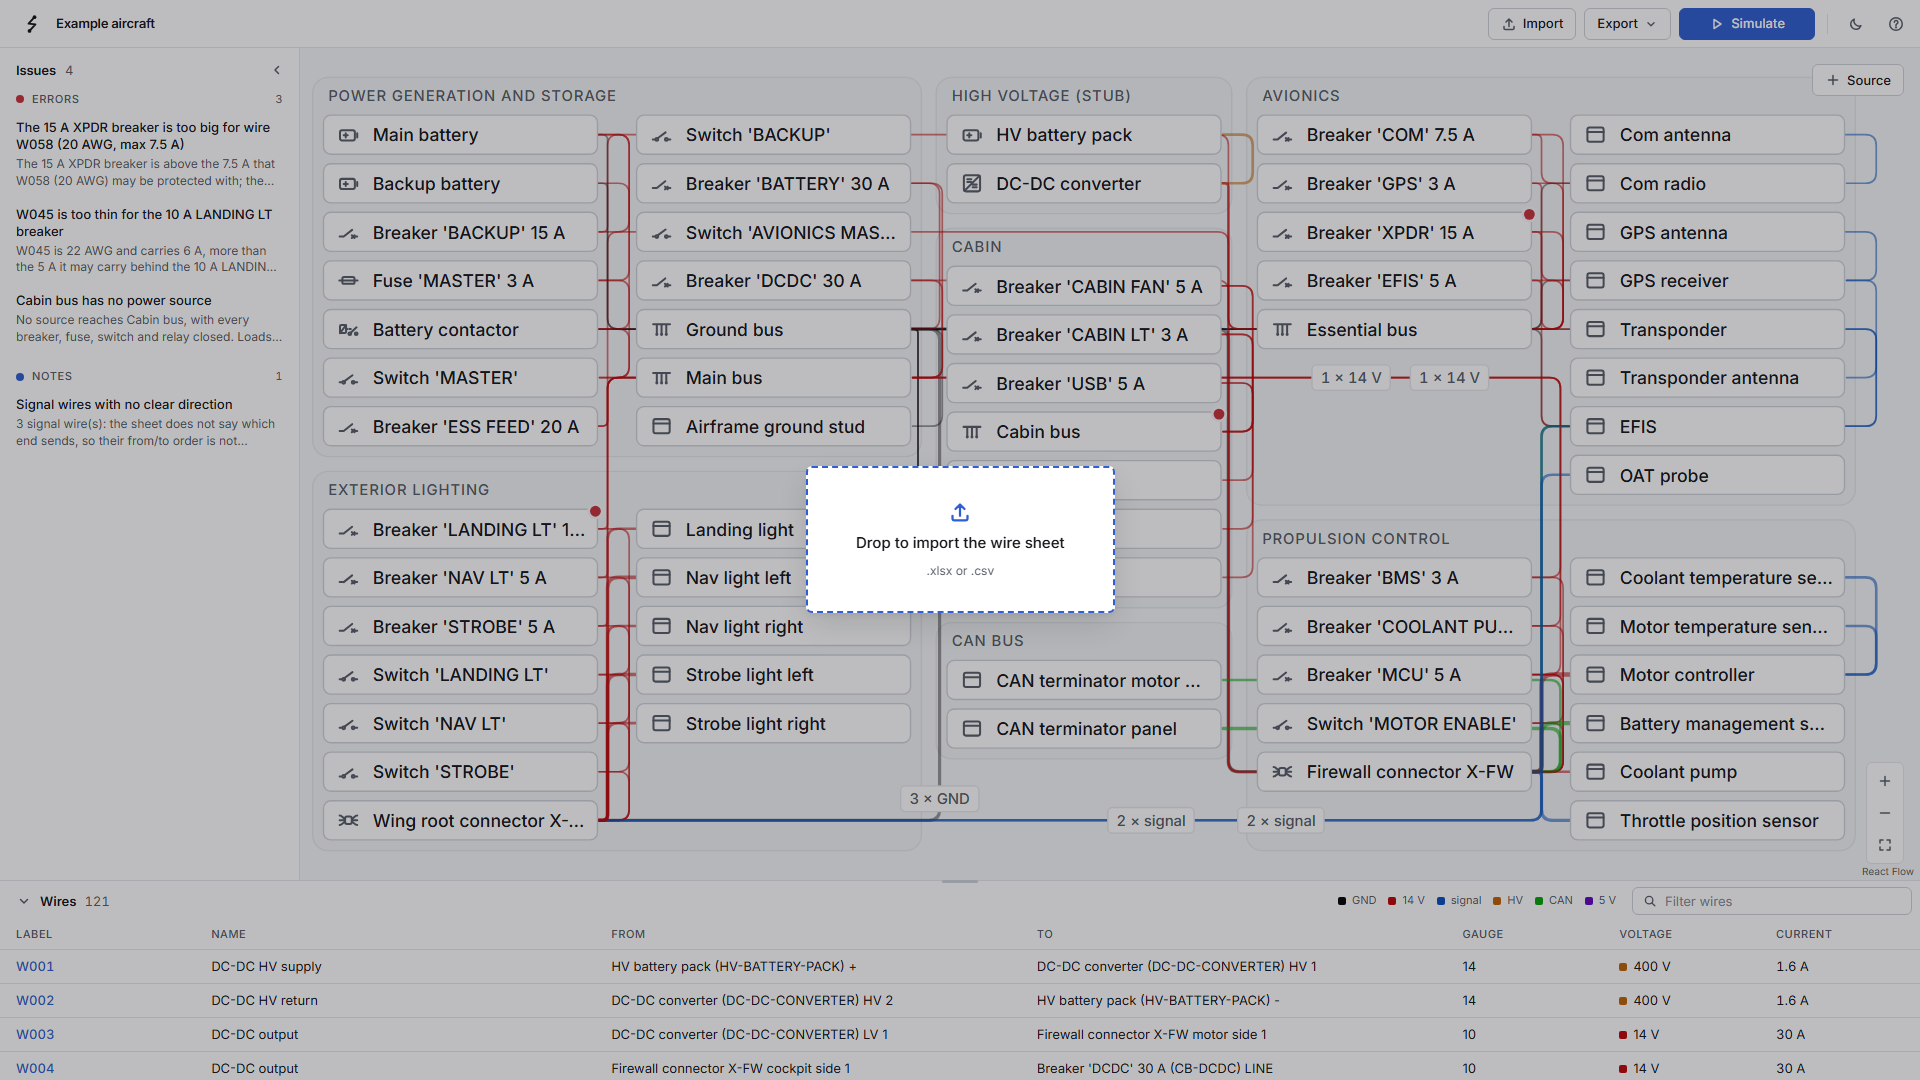 Example aircraft
Import
Export
Simulate
Issues 4
ERRORS 3
The 15 A XPDR breaker is too big for wire
W058 (20 AWG, max 7.5 A)
The 15 A XPDR breaker is above the 7.5 A that
W058 (20 AWG) may be protected with; the...
W045 is too thin for the 10 A LANDING LT
breaker
W045 is 22 AWG and carries 6 A, more than
the 5 A it may carry behind the 10 A LANDIN...
Cabin bus has no power source
No source reaches Cabin bus, with every
breaker, fuse, switch and relay closed. Loads...
NOTES 1
Signal wires with no clear direction
3 signal wire(s): the sheet does not say which
end sends, so their from/to order is not...
Source
POWER GENERATION AND STORAGE
Main battery
Backup battery
Breaker 'BACKUP' 15 A
Fuse 'MASTER' 3 A
Battery contactor
Switch 'MASTER'
Breaker 'ESS FEED' 20 A
Switch 'BACKUP'
Breaker 'BATTERY' 30 A
Switch 'AVIONICS MAS...
Breaker 'DCDC' 30 A
Ground bus
Main bus
Airframe ground stud
EXTERIOR LIGHTING
Breaker 'LANDING LT' 1...
Breaker 'NAV LT' 5 A
Breaker 'STROBE' 5 A
Switch 'LANDING LT'
Switch 'NAV LT'
Switch 'STROBE'
Wing root connector X-...
Landing light
Nav light left
Nav light right
Strobe light left
Strobe light right
HIGH VOLTAGE (STUB)
HV battery pack
DC-DC converter
CABIN
Breaker 'CABIN FAN' 5 A
Breaker 'CABIN LT' 3 A
Breaker 'USB' 5 A
Cabin bus
Drop to import the wire sheet
.xlsx or .csv
CAN BUS
CAN terminator motor ...
CAN terminator panel
AVIONICS
Breaker 'COM' 7.5 A
Breaker 'GPS' 3 A
Breaker 'XPDR' 15 A
Breaker 'EFIS' 5 A
Essential bus
1 × 14 V
1 × 14 V
Com antenna
Com radio
GPS antenna
GPS receiver
Transponder
Transponder antenna
EFIS
OAT probe
PROPULSION CONTROL
Breaker 'BMS' 3 A
Breaker 'COOLANT PU...
Breaker 'MCU' 5 A
Switch 'MOTOR ENABLE'
Firewall connector X-FW
Coolant temperature se...
Motor temperature sen...
Motor controller
Battery management s...
Coolant pump
Throttle position sensor
3 × GND
2 × signal
2 × signal
React Flow
Wires 121
GND 14 V signal HV CAN 5 V
Filter wires
LABEL NAME FROM TO GAUGE VOLTAGE CURRENT
W001 DC-DC HV supply HV battery pack (HV-BATTERY-PACK) + DC-DC converter (DC-DC-CONVERTER) HV 1 14 400 V 1.6 A
W002 DC-DC HV return DC-DC converter (DC-DC-CONVERTER) HV 2 HV battery pack (HV-BATTERY-PACK) - 14 400 V 1.6 A
W003 DC-DC output DC-DC converter (DC-DC-CONVERTER) LV 1 Firewall connector X-FW motor side 1 10 14 V 30 A
W004 DC-DC output Firewall connector X-FW cockpit side 1 Breaker 'DCDC' 30 A (CB-DCDC) LINE 10 14 V 30 A